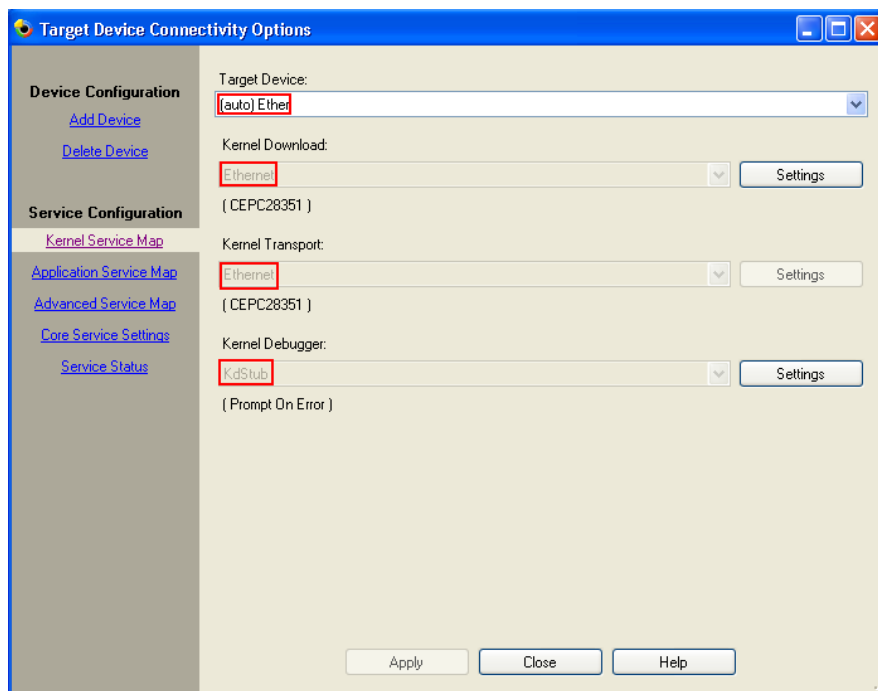 Target Device Connectivity Options
Device Configuration
Add Device
Delete Device
Service Configuration
Kernel Service Map
Application Service Map
Advanced Service Map
Core Service Settings
Service Status
Target Device:
(auto) Ether
Kernel Download:
Ethernet
Settings
( CEPC28351 )
Kernel Transport:
Ethernet
Settings
( CEPC28351 )
Kernel Debugger:
KdStub
Settings
( Prompt On Error )
Apply
Close
Help